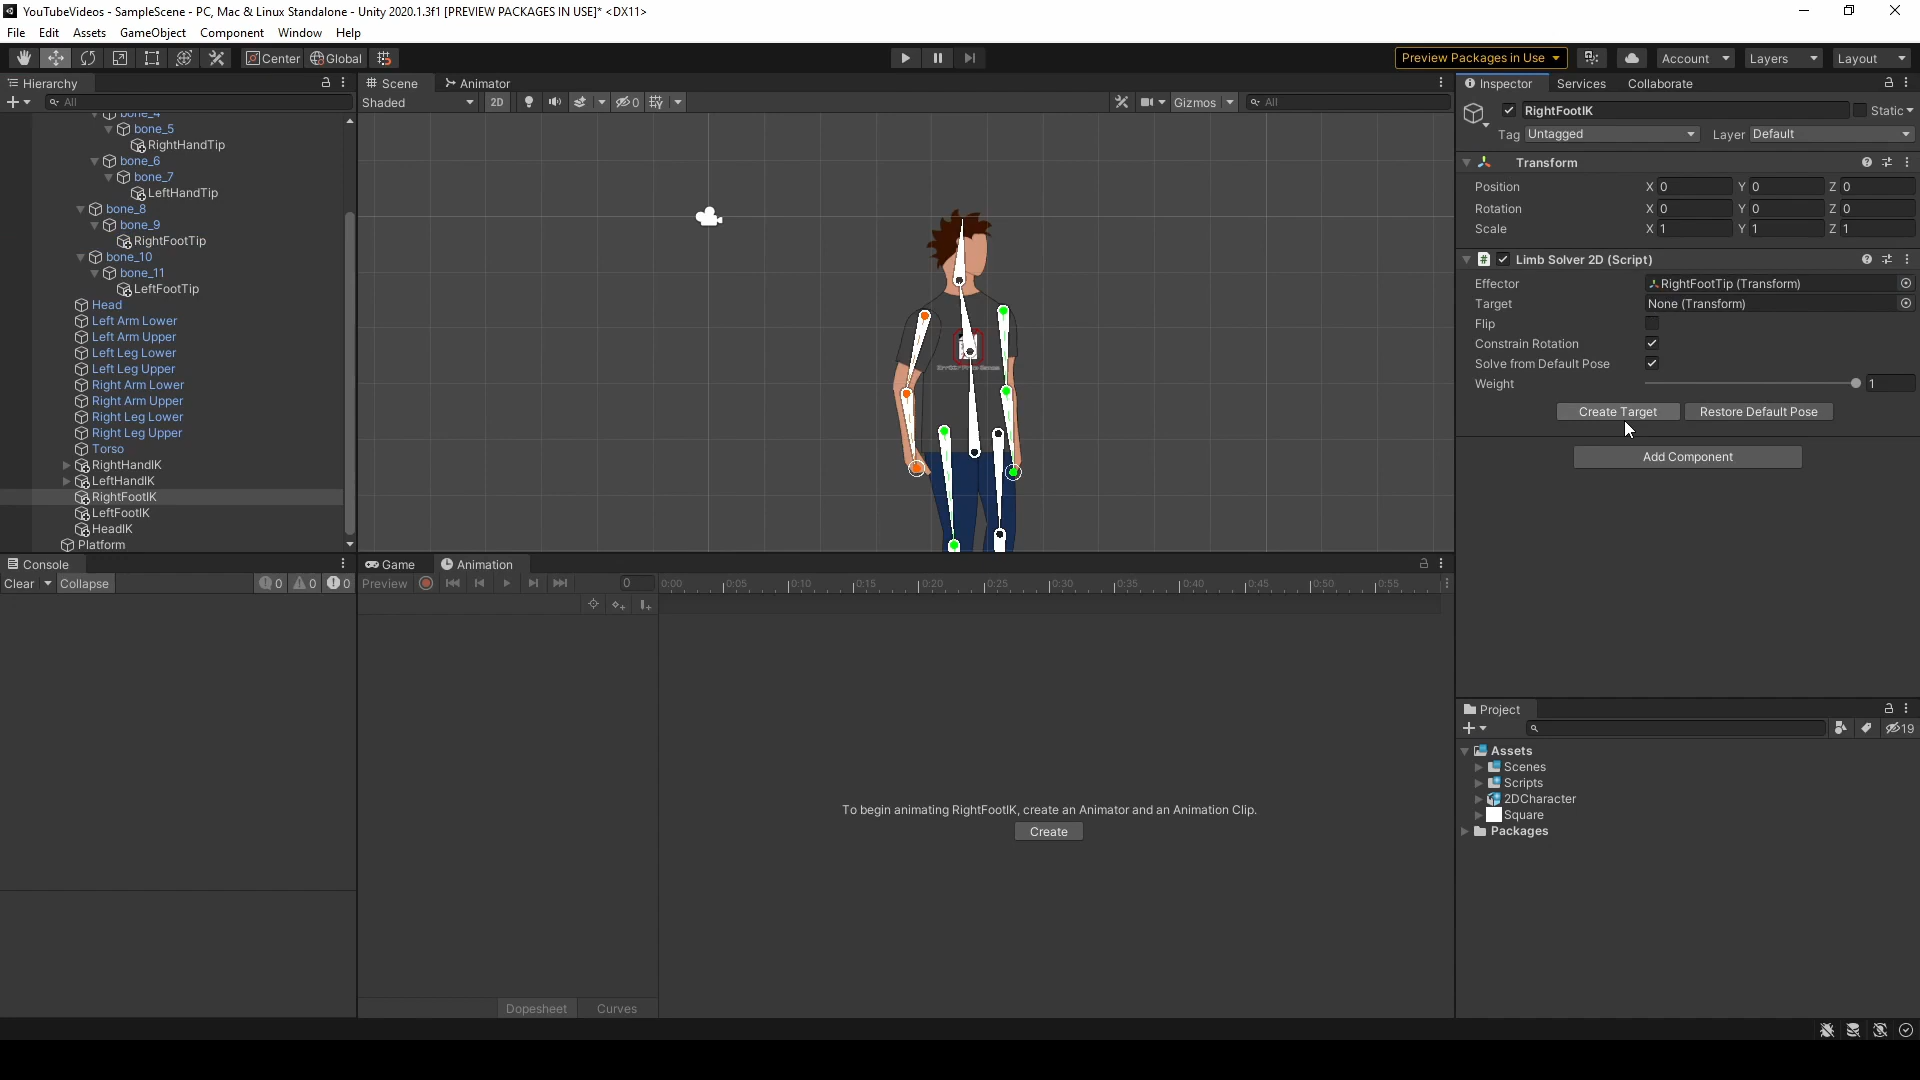 YouTubeVideos - SampleScene - PC, Mac & Linux Standalone - Unity 2020.1.3f1 [PREVIEW PACKAGES IN USE]* <DX11>
File Edit Assets GameObject Component Window Help
Center Global Preview Packages in Use Account Layers Layout
Hierarchy
All
bone_4
bone_5
RightHandTip
bone_6
bone_7
LeftHandTip
bone_8
bone_9
RightFootTip
bone_10
bone_11
LeftFootTip
Head
Left Arm Lower
Left Arm Upper
Left Leg Lower
Left Leg Upper
Right Arm Lower
Right Arm Upper
Right Leg Lower
Right Leg Upper
Torso
RightHandIK
LeftHandIK
RightFootIK
LeftFootIK
HeadIK
Platform
Scene Animator
Shaded 2D 0 Gizmos All
Inspector Services Collaborate
RightFootIK Static
Tag Untagged Layer Default
Transform
Position X 0 Y 0 Z 0
Rotation X 0 Y 0 Z 0
Scale X 1 Y 1 Z 1
Limb Solver 2D (Script)
Effector RightFootTip (Transform)
Target None (Transform)
Flip
Constrain Rotation
Solve from Default Pose
Weight 1
Create Target Restore Default Pose
Add Component
Console
Clear Collapse 0 0 0
Game Animation
Preview 0 0:00 0:05 0:10 0:15 0:20 0:25 0:30 0:35 0:40 0:45 0:50 0:55
To begin animating RightFootIK, create an Animator and an Animation Clip.
Create
Dopesheet Curves
Project
19
Assets
Scenes
Scripts
2DCharacter
Square
Packages